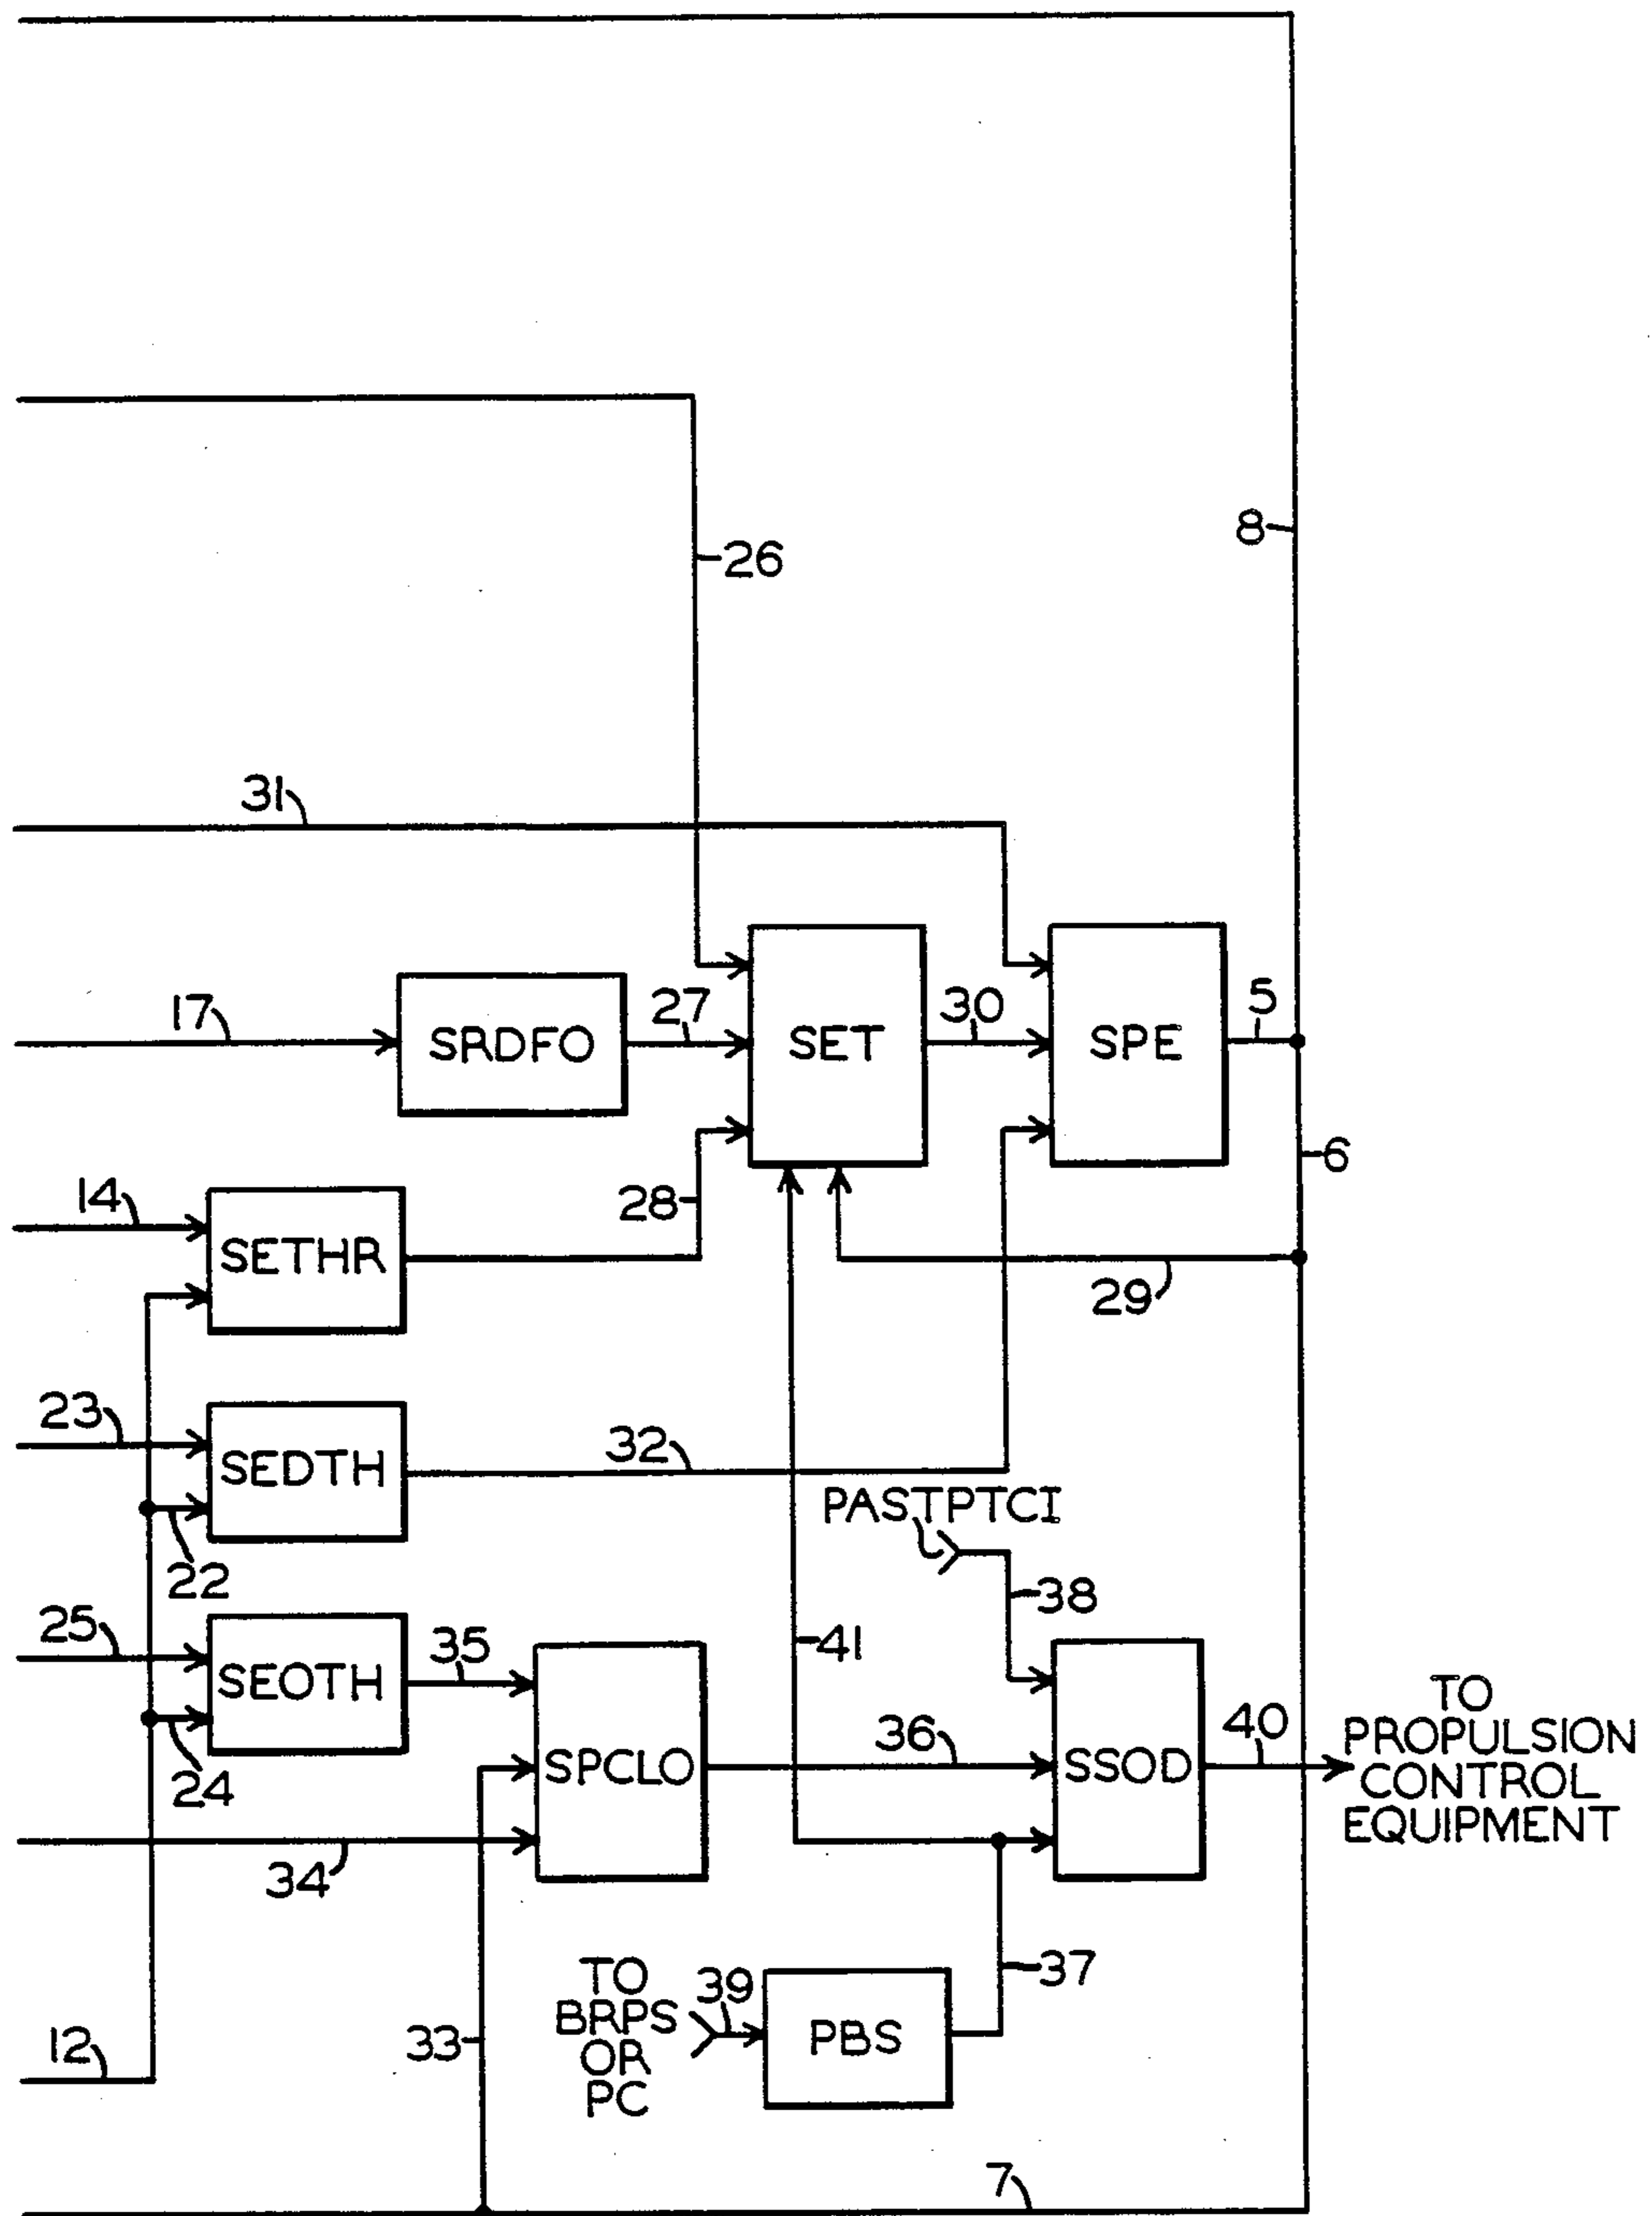 8
26
31
17
SRDFO
27
SET
30
SPE
5
6
14
SETHR
28
29
23
SEDTH
32
22
PASTPTCI
38
25
SEOTH
35
41
24
SPCLO
36
SSOD
40
TO
PROPULSION
CONTROL
EQUIPMENT
34
37
TO
BRPS
OR
PC
39
PBS
33
12
7